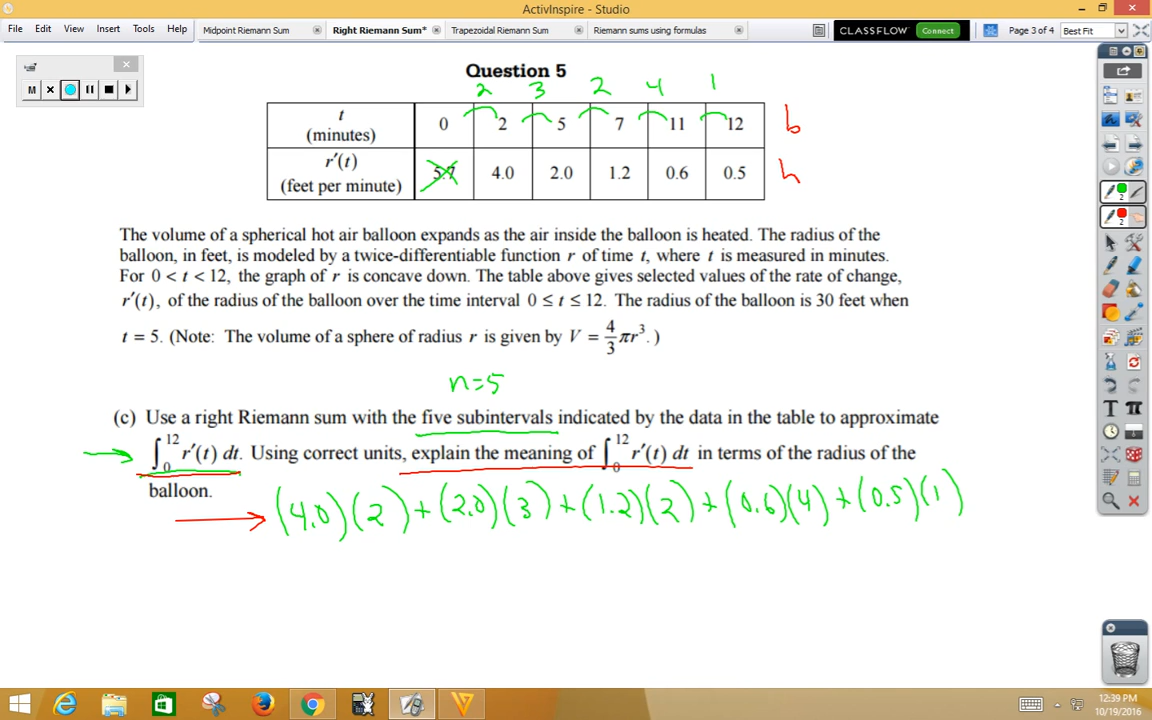 ActivInspire - Studio
File Edit View Insert Tools Help Midpoint Riemann Sum Right Riemann Sum* Trapezoidal Riemann Sum Riemann sums using formulas CLASSFLOW Connect Page 3 of 4 Best Fit
M
Question 5
2 3 2 4 1
t (minutes) 0 2 5 7 11 12 b
r′(t) (feet per minute) 5.7 4.0 2.0 1.2 0.6 0.5 h
The volume of a spherical hot air balloon expands as the air inside the balloon is heated. The radius of the
balloon, in feet, is modeled by a twice-differentiable function r of time t, where t is measured in minutes.
For 0 < t < 12, the graph of r is concave down. The table above gives selected values of the rate of change,
r′(t), of the radius of the balloon over the time interval 0 ≤ t ≤ 12. The radius of the balloon is 30 feet when
t = 5. (Note: The volume of a sphere of radius r is given by V = 4/3 πr³. )
n=5
(c) Use a right Riemann sum with the five subintervals indicated by the data in the table to approximate
∫₀¹² r′(t) dt. Using correct units, explain the meaning of ∫₀¹² r′(t) dt in terms of the radius of the
balloon.
(4.0)(2)+(2.0)(3)+(1.2)(2)+(0.6)(4)+(0.5)(1)
2
2
T π
12:39 PM
10/19/2016